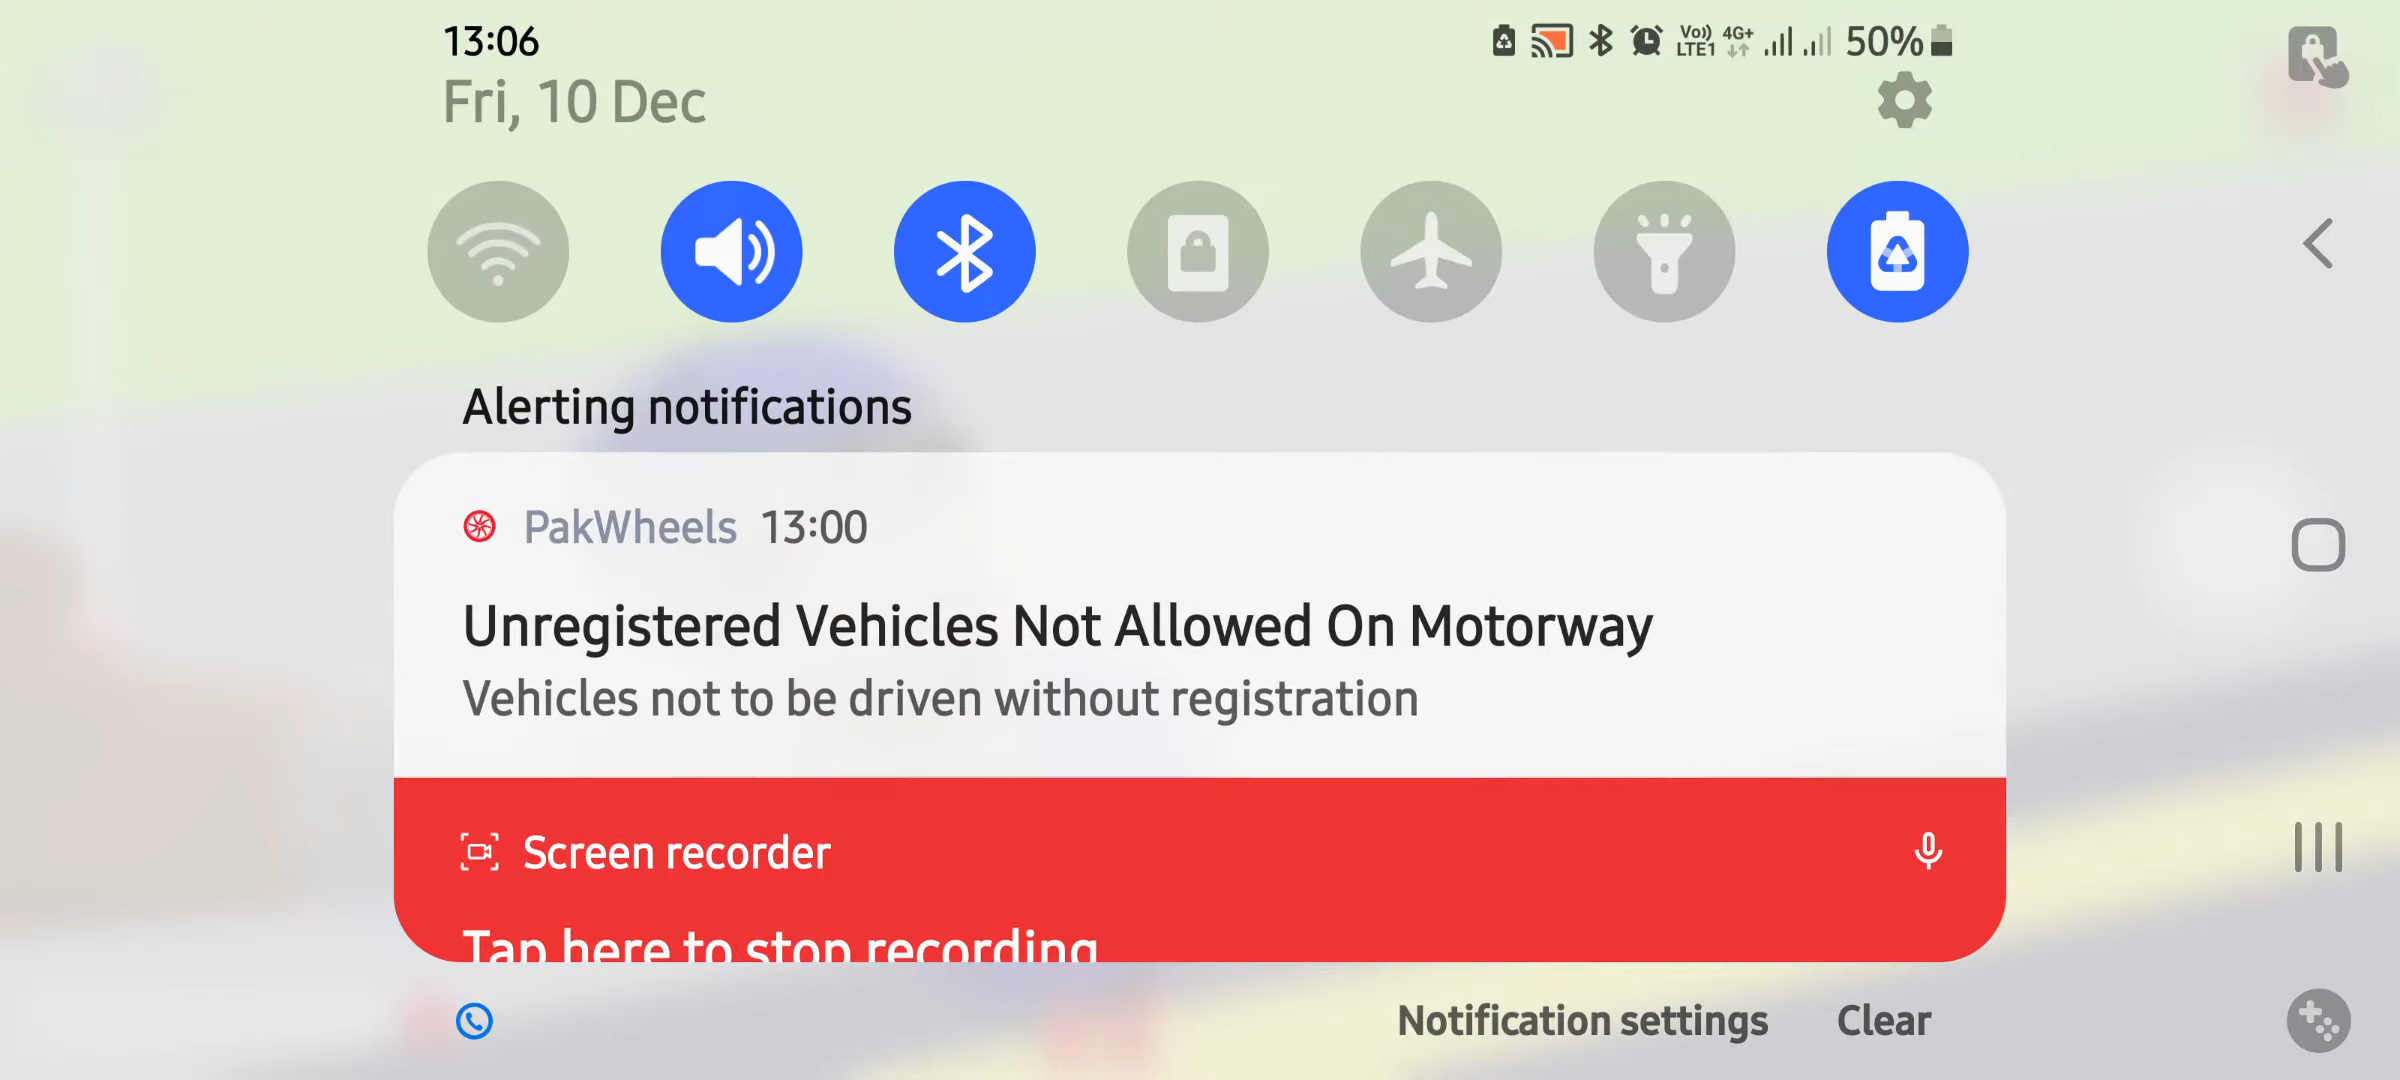 13:06
Vo)) LTE1 4G+ 50%
Fri, 10 Dec
Alerting notifications
PakWheels 13:00
Unregistered Vehicles Not Allowed On Motorway
Vehicles not to be driven without registration
Screen recorder
Tap here to stop recording
Notification settings Clear